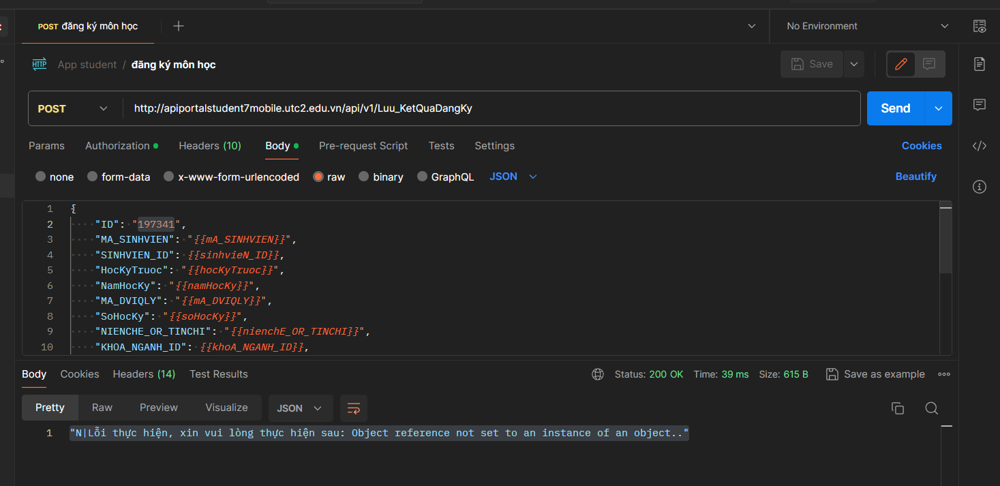 POST đăng ký môn học
No Environment
HTTP App student / đăng ký môn học
Save
POST http://apiportalstudent7mobile.utc2.edu.vn/api/v1/Luu_KetQuaDangKy Send
Params Authorization Headers (10) Body Pre-request Script Tests Settings Cookies
none form-data x-www-form-urlencoded raw binary GraphQL JSON Beautify
1 {
2 "ID": "197341",
3 "MA_SINHVIEN": "{{mA_SINHVIEN}}",
4 "SINHVIEN_ID": {{sinhvieN_ID}},
5 "HocKyTruoc": "{{hocKyTruoc}}",
6 "NamHocKy": "{{namHocKy}}",
7 "MA_DVIQLY": "{{mA_DVIQLY}}",
8 "SoHocKy": "{{soHocKy}}",
9 "NIENCHE_OR_TINCHI": "{{nienchE_OR_TINCHI}}",
10 "KHOA_NGANH_ID": {{khoA_NGANH_ID}},
Body Cookies Headers (14) Test Results Status: 200 OK Time: 39 ms Size: 615 B Save as example
Pretty Raw Preview Visualize JSON
1 "N|Lỗi thực hiện, xin vui lòng thực hiện sau: Object reference not set to an instance of an object.."